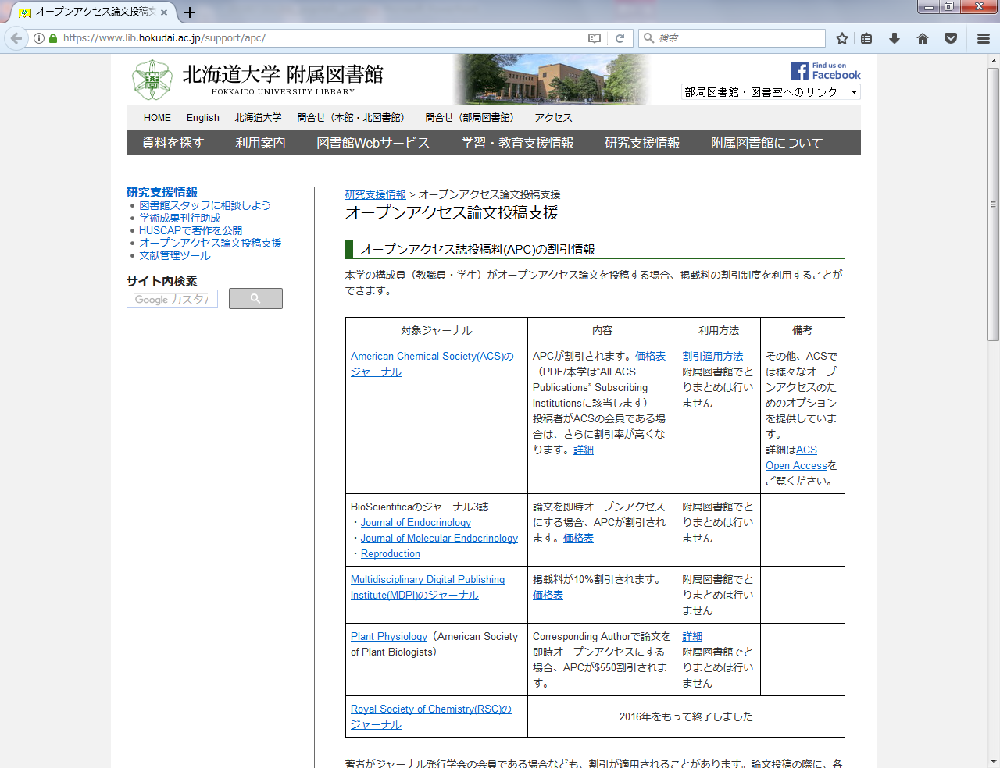 オープンアクセス論文投稿支
https://www.lib.hokudai.ac.jp/support/apc/
検索
北海道大学 附属図書館
HOKKAIDO UNIVERSITY LIBRARY
Find us on
Facebook
部局図書館・図書室へのリンク
HOME English 北海道大学 問合せ（本館・北図書館） 問合せ（部局図書館） アクセス
資料を探す 利用案内 図書館Webサービス 学習・教育支援情報 研究支援情報 附属図書館について
研究支援情報
・図書館スタッフに相談しよう
・学術成果刊行助成
・HUSCAPで著作を公開
・オープンアクセス論文投稿支援
・文献管理ツール
サイト内検索
Google カスタム
研究支援情報 > オープンアクセス論文投稿支援
オープンアクセス論文投稿支援
オープンアクセス誌投稿料(APC)の割引情報
本学の構成員（教職員・学生）がオープンアクセス論文を投稿する場合、掲載料の割引制度を利用することが
できます。
対象ジャーナル 内容 利用方法 備考
American Chemical Society(ACS)の
ジャーナル
APCが割引されます。価格表
（PDF/本学は“All ACS
Publications” Subscribing
Institutionsに該当します）
投稿者がACSの会員である場
合は、さらに割引率が高くな
ります。詳細
割引適用方法
附属図書館でと
りまとめは行い
ません
その他、ACSで
は様々なオープ
ンアクセスのた
めのオプション
を提供していま
す。
詳細はACS
Open Accessを
ご覧ください。
BioScientificaのジャーナル3誌
・Journal of Endocrinology
・Journal of Molecular Endocrinology
・Reproduction
論文を即時オープンアクセス
にする場合、APCが割引され
ます。価格表
附属図書館でと
りまとめは行い
ません
Multidisciplinary Digital Publishing
Institute(MDPI)のジャーナル
掲載料が10%割引されます。
価格表
附属図書館でと
りまとめは行い
ません
Plant Physiology（American Society
of Plant Biologists）
Corresponding Authorで論文を
即時オープンアクセスにする
場合、APCが$550割引されま
す。
詳細
附属図書館でと
りまとめは行い
ません
Royal Society of Chemistry(RSC)の
ジャーナル
2016年をもって終了しました
著者がジャーナル発行学会の会員である場合なども、割引が適用されることがあります。論文投稿の際に、各